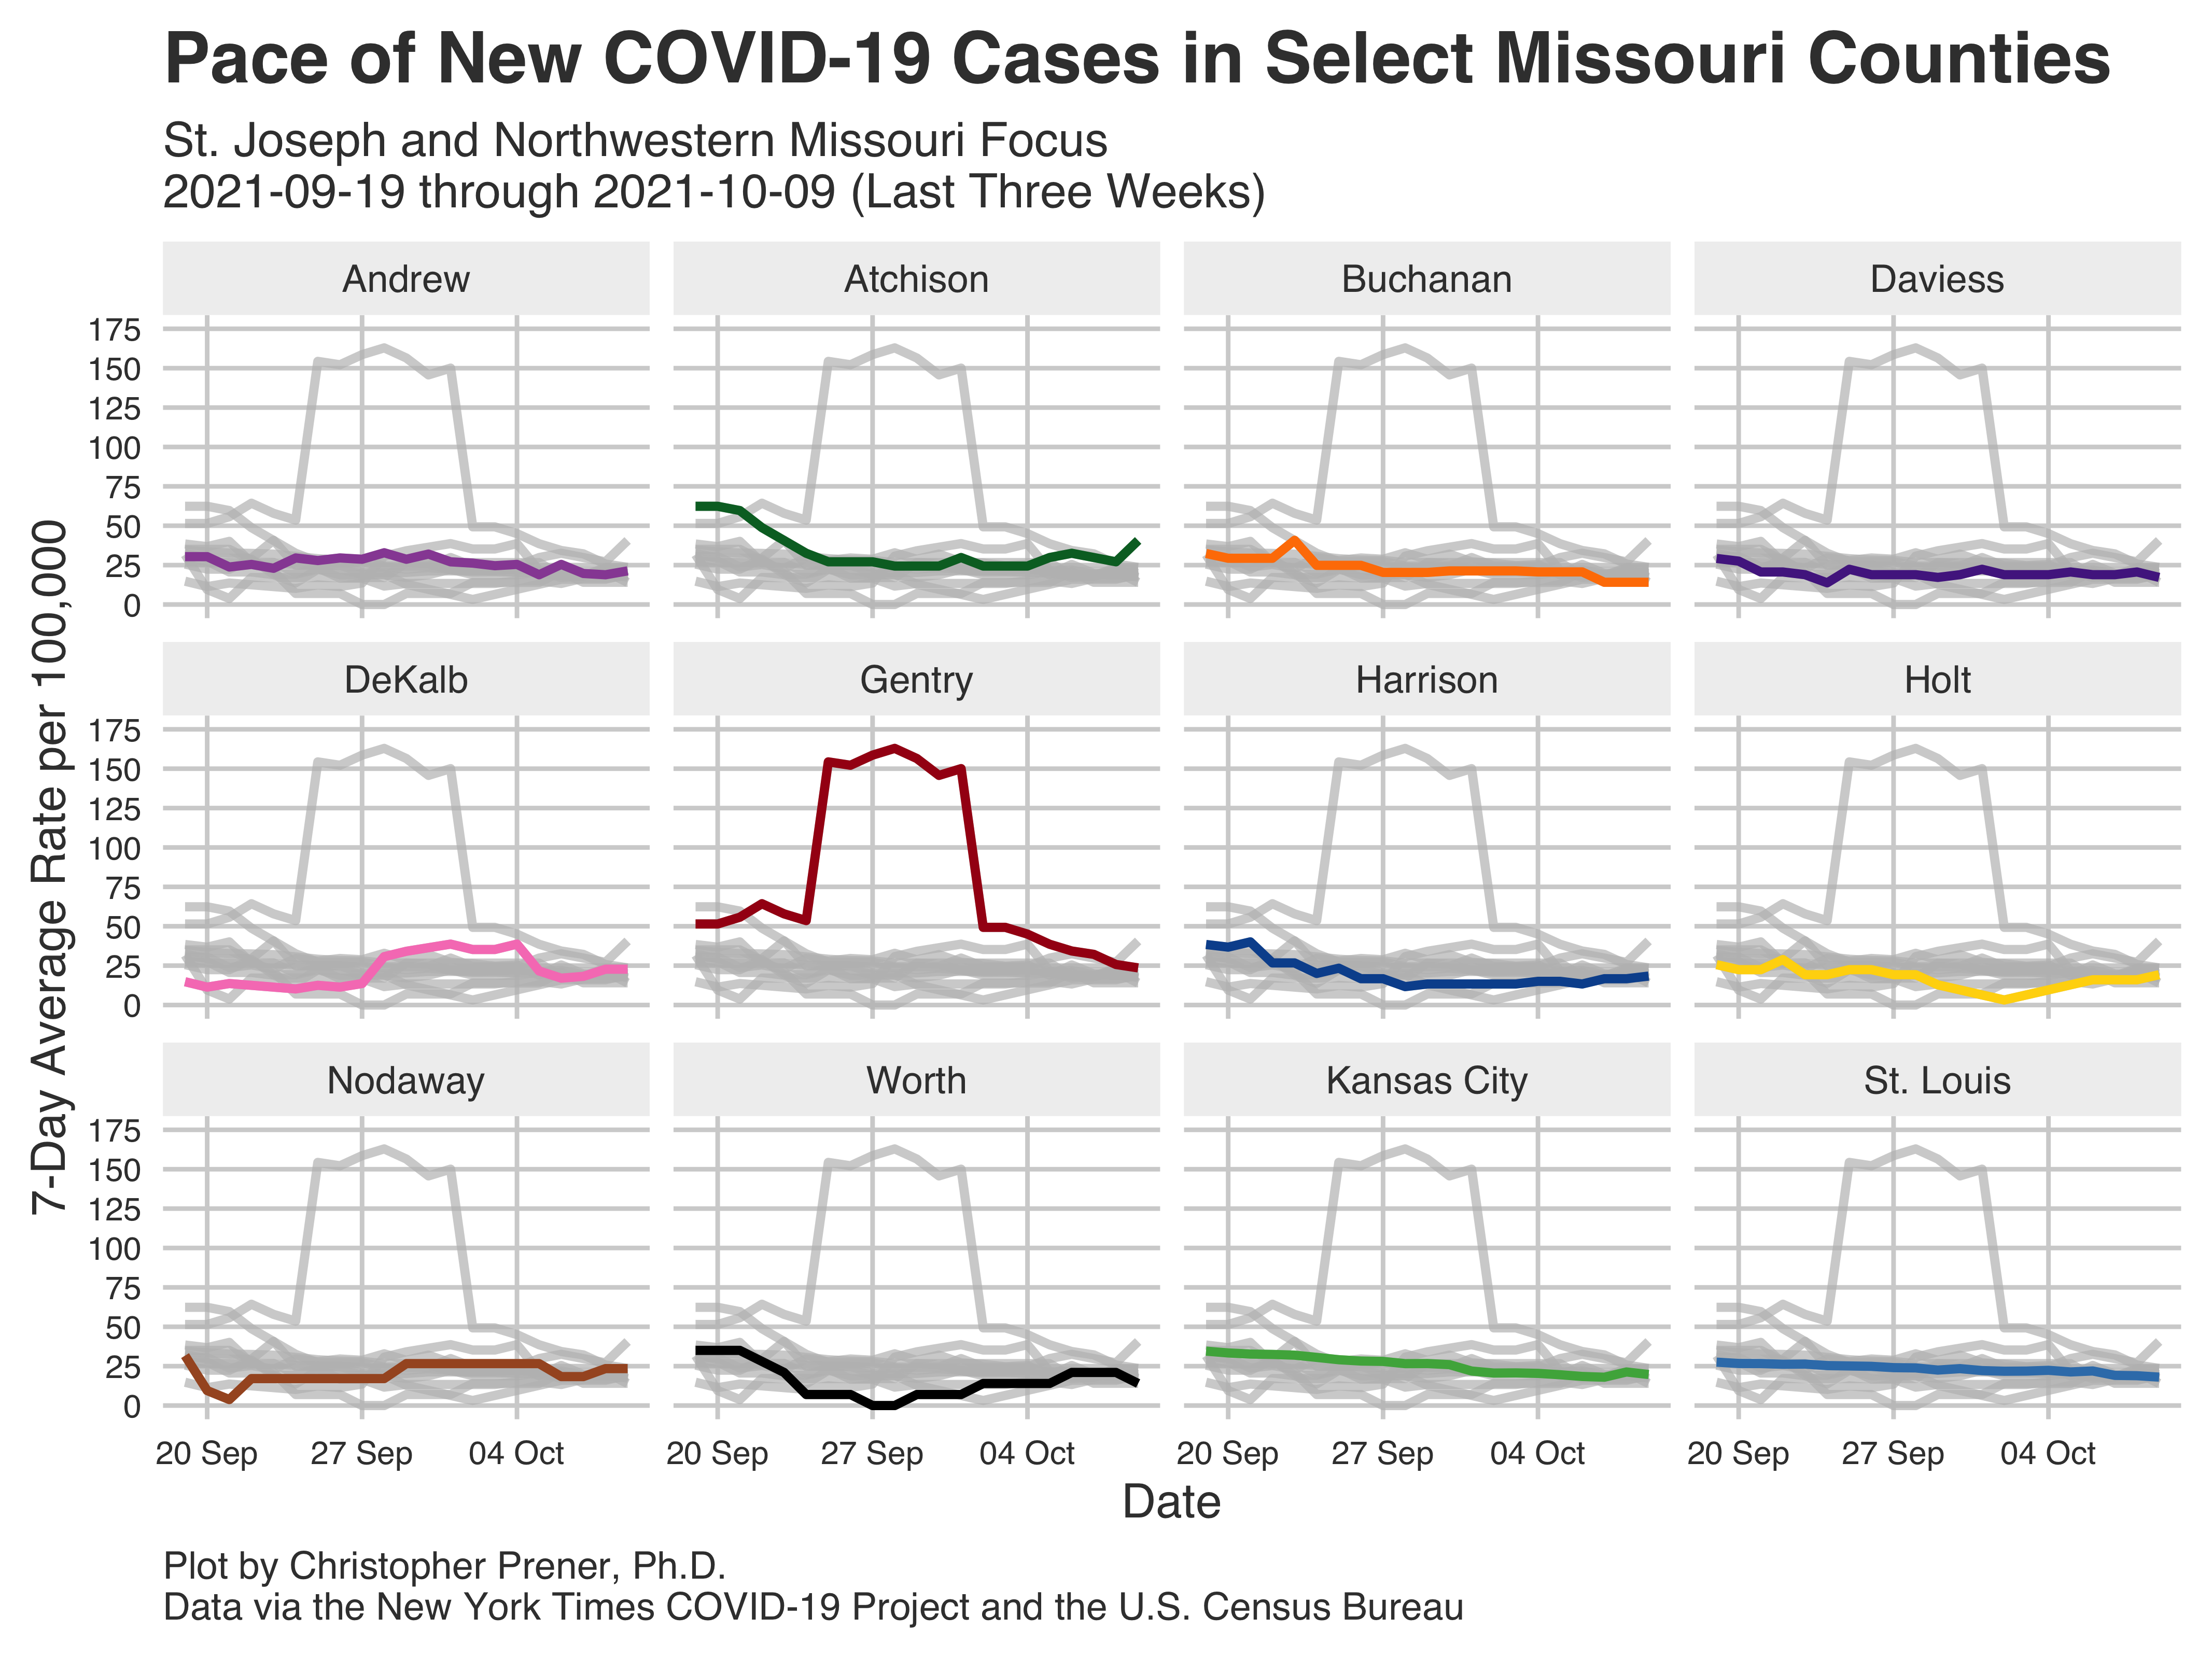 Pace of New COVID-19 Cases in Select Missouri Counties
St. Joseph and Northwestern Missouri Focus
2021-09-19 through 2021-10-09 (Last Three Weeks)
7-Day Average Rate per 100,000
Andrew
Atchison
Buchanan
Daviess
175
150
125
100
75
50
25
0
DeKalb
Gentry
Harrison
Holt
175
150
125
100
75
50
25
0
Nodaway
Worth
Kansas City
St. Louis
175
150
125
100
75
50
25
0
20 Sep 27 Sep 04 Oct 20 Sep 27 Sep 04 Oct 20 Sep 27 Sep 04 Oct 20 Sep 27 Sep 04 Oct
Date
Plot by Christopher Prener, Ph.D.
Data via the New York Times COVID-19 Project and the U.S. Census Bureau